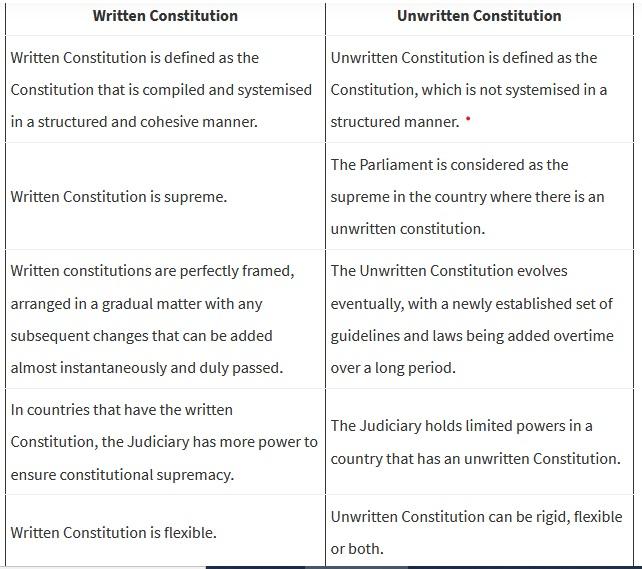 Written Constitution
Unwritten Constitution
Written Constitution is defined as the
Constitution that is compiled and systemised
in a structured and cohesive manner.
Unwritten Constitution is defined as the
Constitution, which is not systemised in a
structured manner.
Written Constitution is supreme.
The Parliament is considered as the
supreme in the country where there is an
unwritten constitution.
Written constitutions are perfectly framed,
arranged in a gradual matter with any
subsequent changes that can be added
almost instantaneously and duly passed.
The Unwritten Constitution evolves
eventually, with a newly established set of
guidelines and laws being added overtime
over a long period.
In countries that have the written
Constitution, the Judiciary has more power to
ensure constitutional supremacy.
The Judiciary holds limited powers in a
country that has an unwritten Constitution.
Written Constitution is flexible.
Unwritten Constitution can be rigid, flexible
or both.